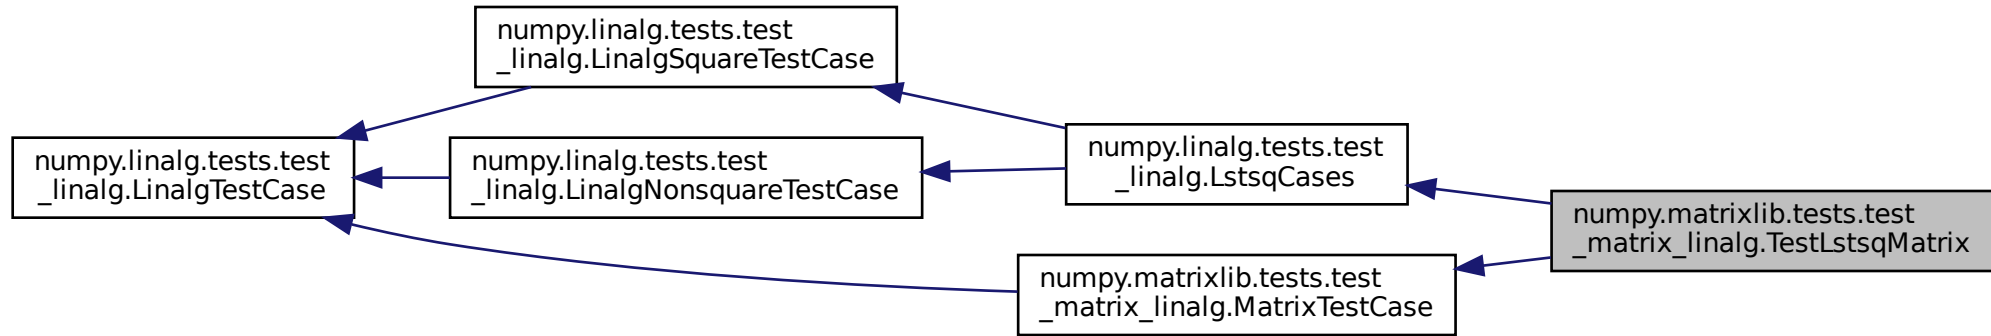 numpy.linalg.tests.test
_linalg.LinalgSquareTestCase
numpy.linalg.tests.test
_linalg.LinalgTestCase
numpy.linalg.tests.test
_linalg.LinalgNonsquareTestCase
numpy.linalg.tests.test
_linalg.LstsqCases
numpy.matrixlib.tests.test
_matrix_linalg.TestLstsqMatrix
numpy.matrixlib.tests.test
_matrix_linalg.MatrixTestCase